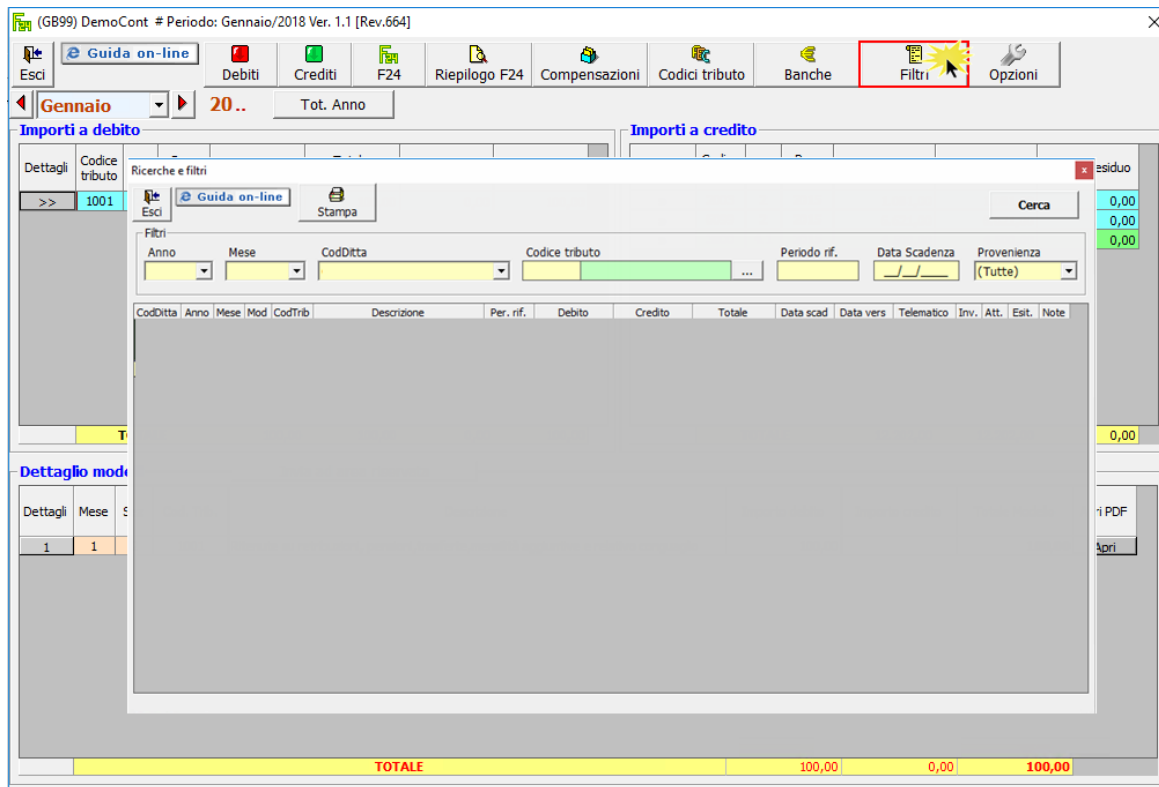 (GB99) DemoCont # Periodo: Gennaio/2018 Ver. 1.1 [Rev.664]
Esci Guida on-line Debiti Crediti F24 Riepilogo F24 Compensazioni Codici tributo Banche Filtri Opzioni
Gennaio 20.. Tot. Anno
Importi a debito Importi a credito
Dettagli Codice tributo esiduo
>> 1001 0,00
0,00
0,00
Ricerche e filtri
Esci Guida on-line Stampa Cerca
Filtri
Anno Mese CodDitta Codice tributo Periodo rif. Data Scadenza Provenienza
... __/__/____ (Tutte)
CodDitta Anno Mese Mod CodTrib Descrizione Per. rif. Debito Credito Totale Data scad Data vers Telematico Inv. Att. Esit. Note
0,00
Dettaglio mode
Dettagli Mese ri PDF
1 1 Apri
TOTALE 100,00 0,00 100,00